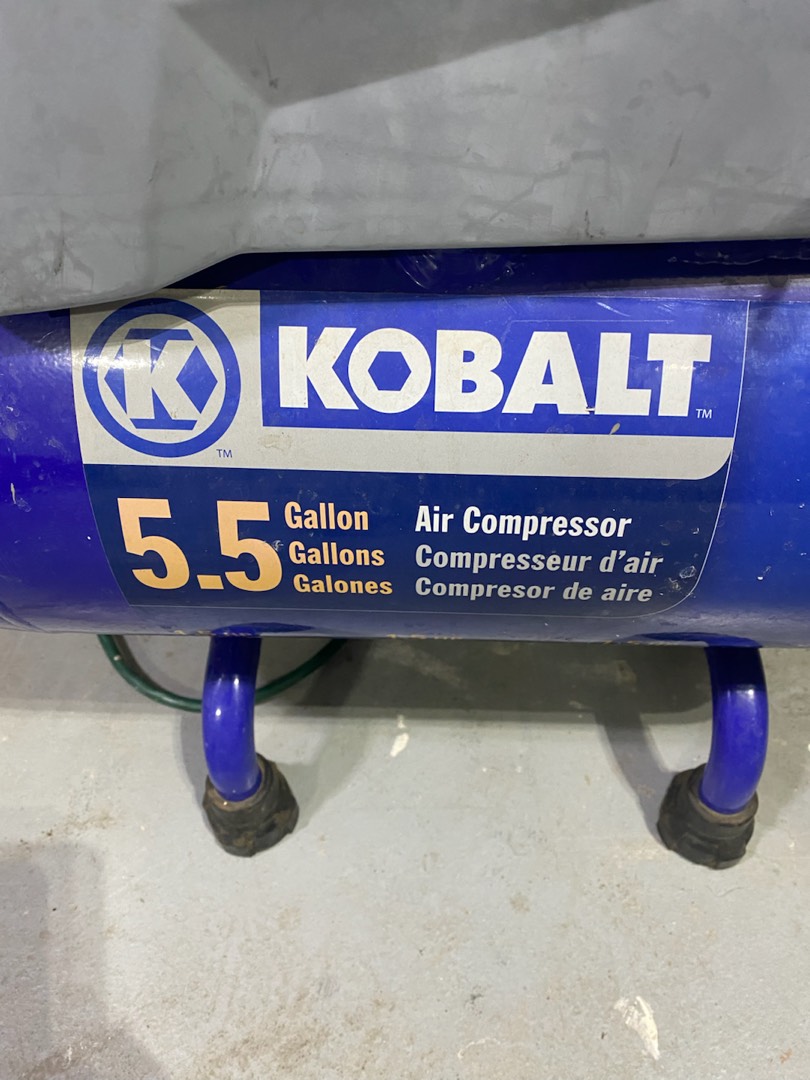 K
TM
KOBALT
TM
5.5 Gallon
Gallons
Galones
Air Compressor
Compresseur d'air
Compresor de aire